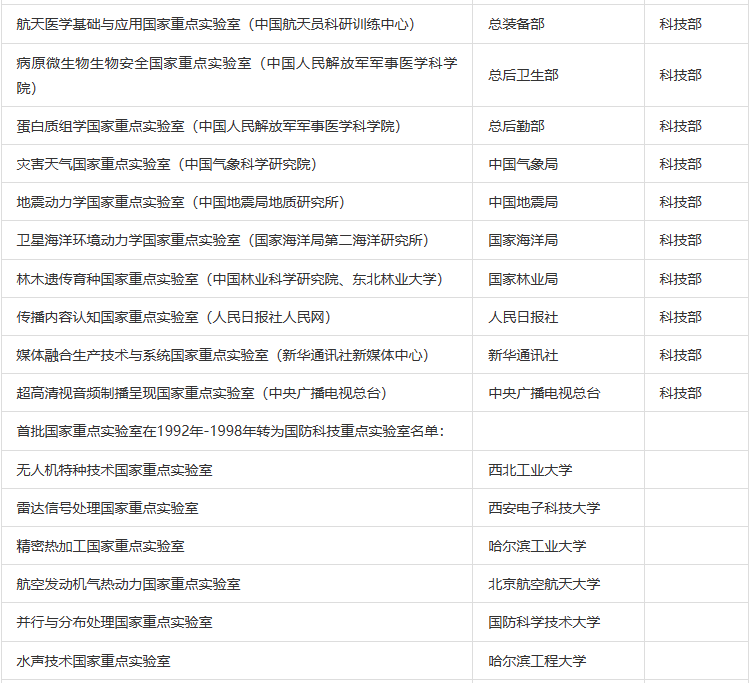 航天医学基础与应用国家重点实验室（中国航天员科研训练中心） 总装备部 科技部
病原微生物生物安全国家重点实验室（中国人民解放军军事医学科学
院） 总后卫生部 科技部
蛋白质组学国家重点实验室（中国人民解放军军事医学科学院） 总后勤部 科技部
灾害天气国家重点实验室（中国气象科学研究院） 中国气象局 科技部
地震动力学国家重点实验室（中国地震局地质研究所） 中国地震局 科技部
卫星海洋环境动力学国家重点实验室（国家海洋局第二海洋研究所） 国家海洋局 科技部
林木遗传育种国家重点实验室（中国林业科学研究院、东北林业大学） 国家林业局 科技部
传播内容认知国家重点实验室（人民日报社人民网） 人民日报社 科技部
媒体融合生产技术与系统国家重点实验室（新华通讯社新媒体中心） 新华通讯社 科技部
超高清视音频制播呈现国家重点实验室（中央广播电视总台） 中央广播电视总台 科技部
首批国家重点实验室在1992年-1998年转为国防科技重点实验室名单：
无人机特种技术国家重点实验室 西北工业大学
雷达信号处理国家重点实验室 西安电子科技大学
精密热加工国家重点实验室 哈尔滨工业大学
航空发动机气热动力国家重点实验室 北京航空航天大学
并行与分布处理国家重点实验室 国防科学技术大学
水声技术国家重点实验室 哈尔滨工程大学